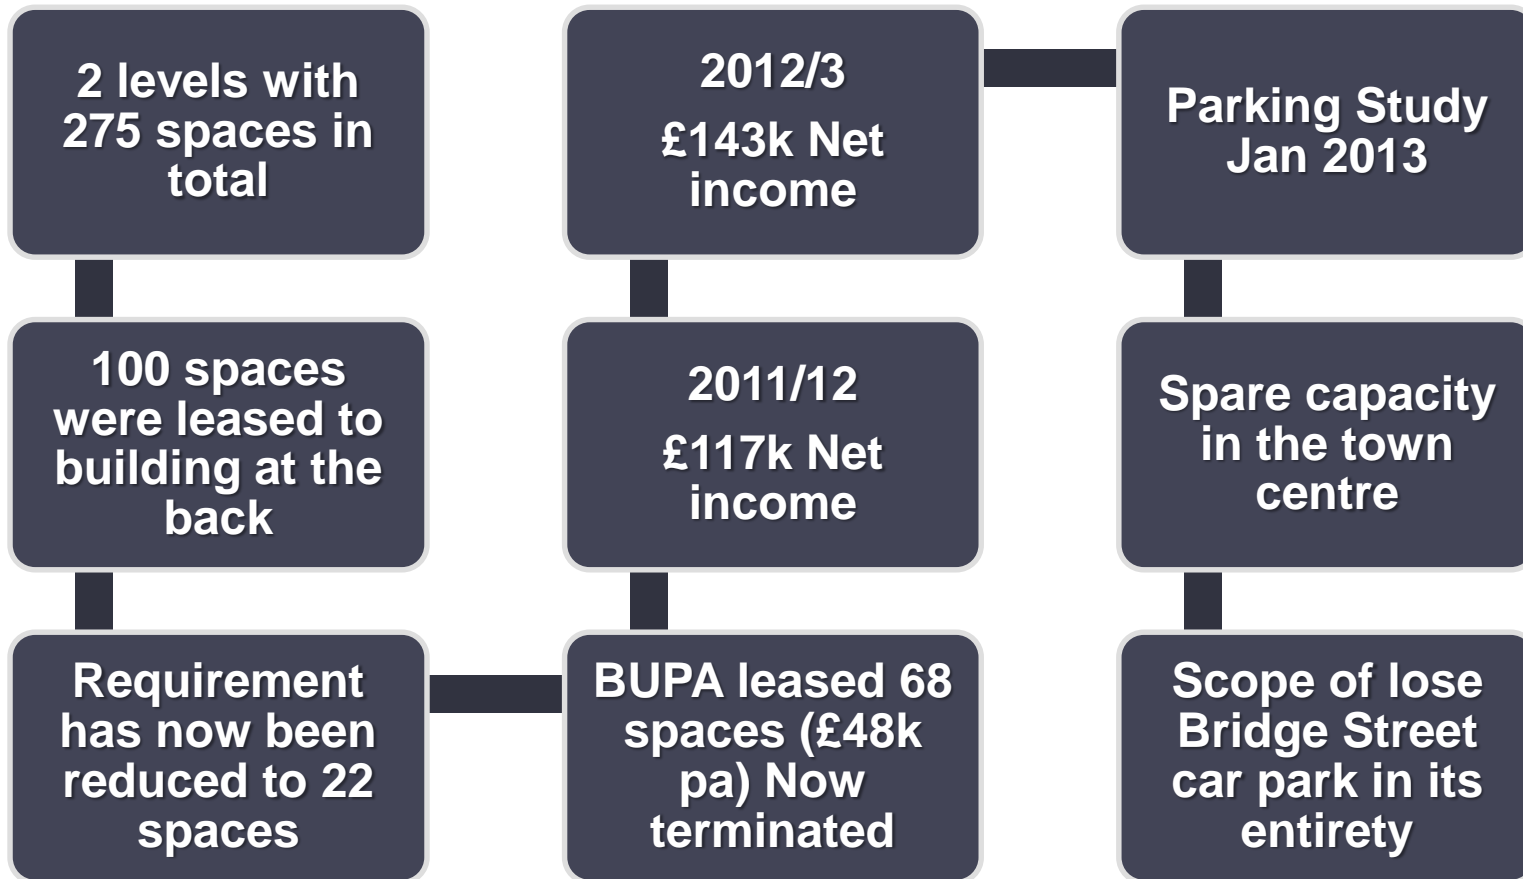 2 levels with
275 spaces in
total
100 spaces
were leased to
building at the
back
Requirement
has now been
reduced to 22
spaces
BUPA leased 68
spaces (£48k
pa) Now
terminated
2011/12
£117k Net
income
2012/3
£143k Net
income
Parking Study
Jan 2013
Spare capacity
in the town
centre
Scope of lose
Bridge Street
car park in its
entirety